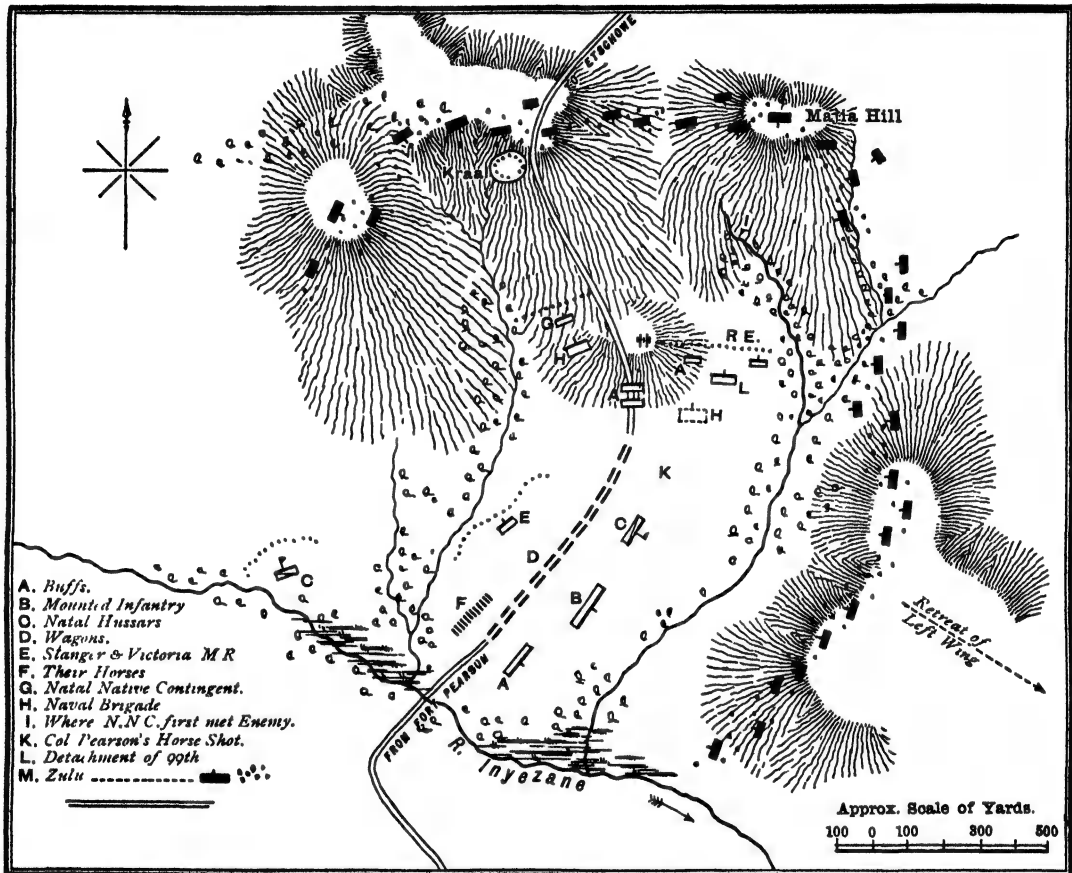 ETSCHOWE
Majia Hill
Kraal
I
G
H
R E.
A
L
A
H
K
E
C
D
C
B
F
A
A. Buffs.
B. Mounted Infantry
C. Natal Hussars
D. Wagons.
E. Stanger & Victoria M R
F. Their Horses
G. Natal Native Contingent.
H. Naval Brigade
I. Where N.N C. first met Enemy.
K. Col Pearson's Horse Shot.
L. Detachment of 99th
M. Zulu
FROM FORT PEARSON
R. Inyezane
Retreat of
Left Wing
Approx. Scale of Yards.
100 0 100 300 500